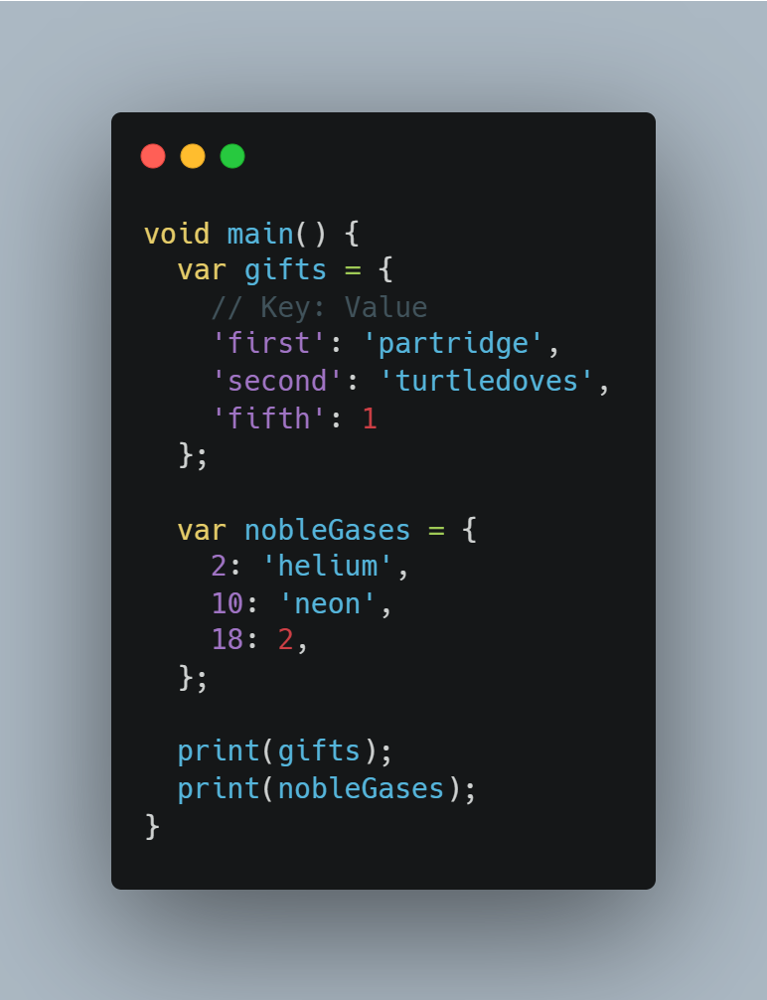 void main() {
  var gifts = {
    // Key: Value
    'first': 'partridge',
    'second': 'turtledoves',
    'fifth': 1
  };

  var nobleGases = {
    2: 'helium',
    10: 'neon',
    18: 2,
  };

  print(gifts);
  print(nobleGases);
}